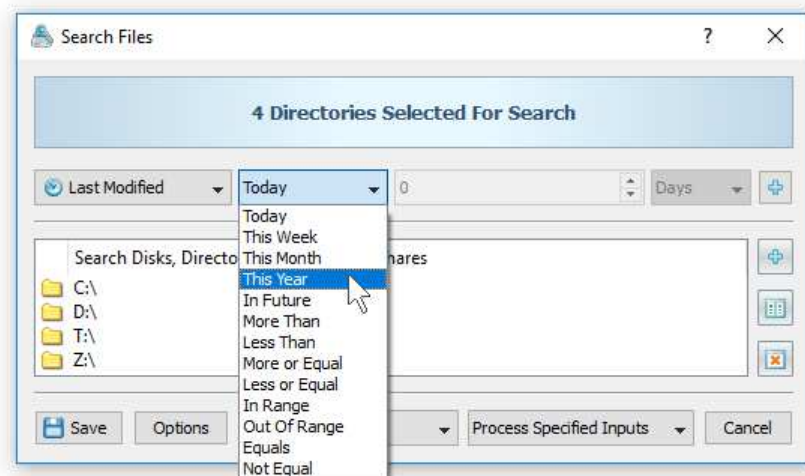 Search Files
?
4 Directories Selected For Search
Last Modified
Today
0
Days
Today
This Week
This Month
This Year
In Future
More Than
Less Than
More or Equal
Less or Equal
In Range
Out Of Range
Equals
Not Equal
Search Disks, Directo
hares
C:\
D:\
T:\
Z:\
Save
Options
Process Specified Inputs
Cancel